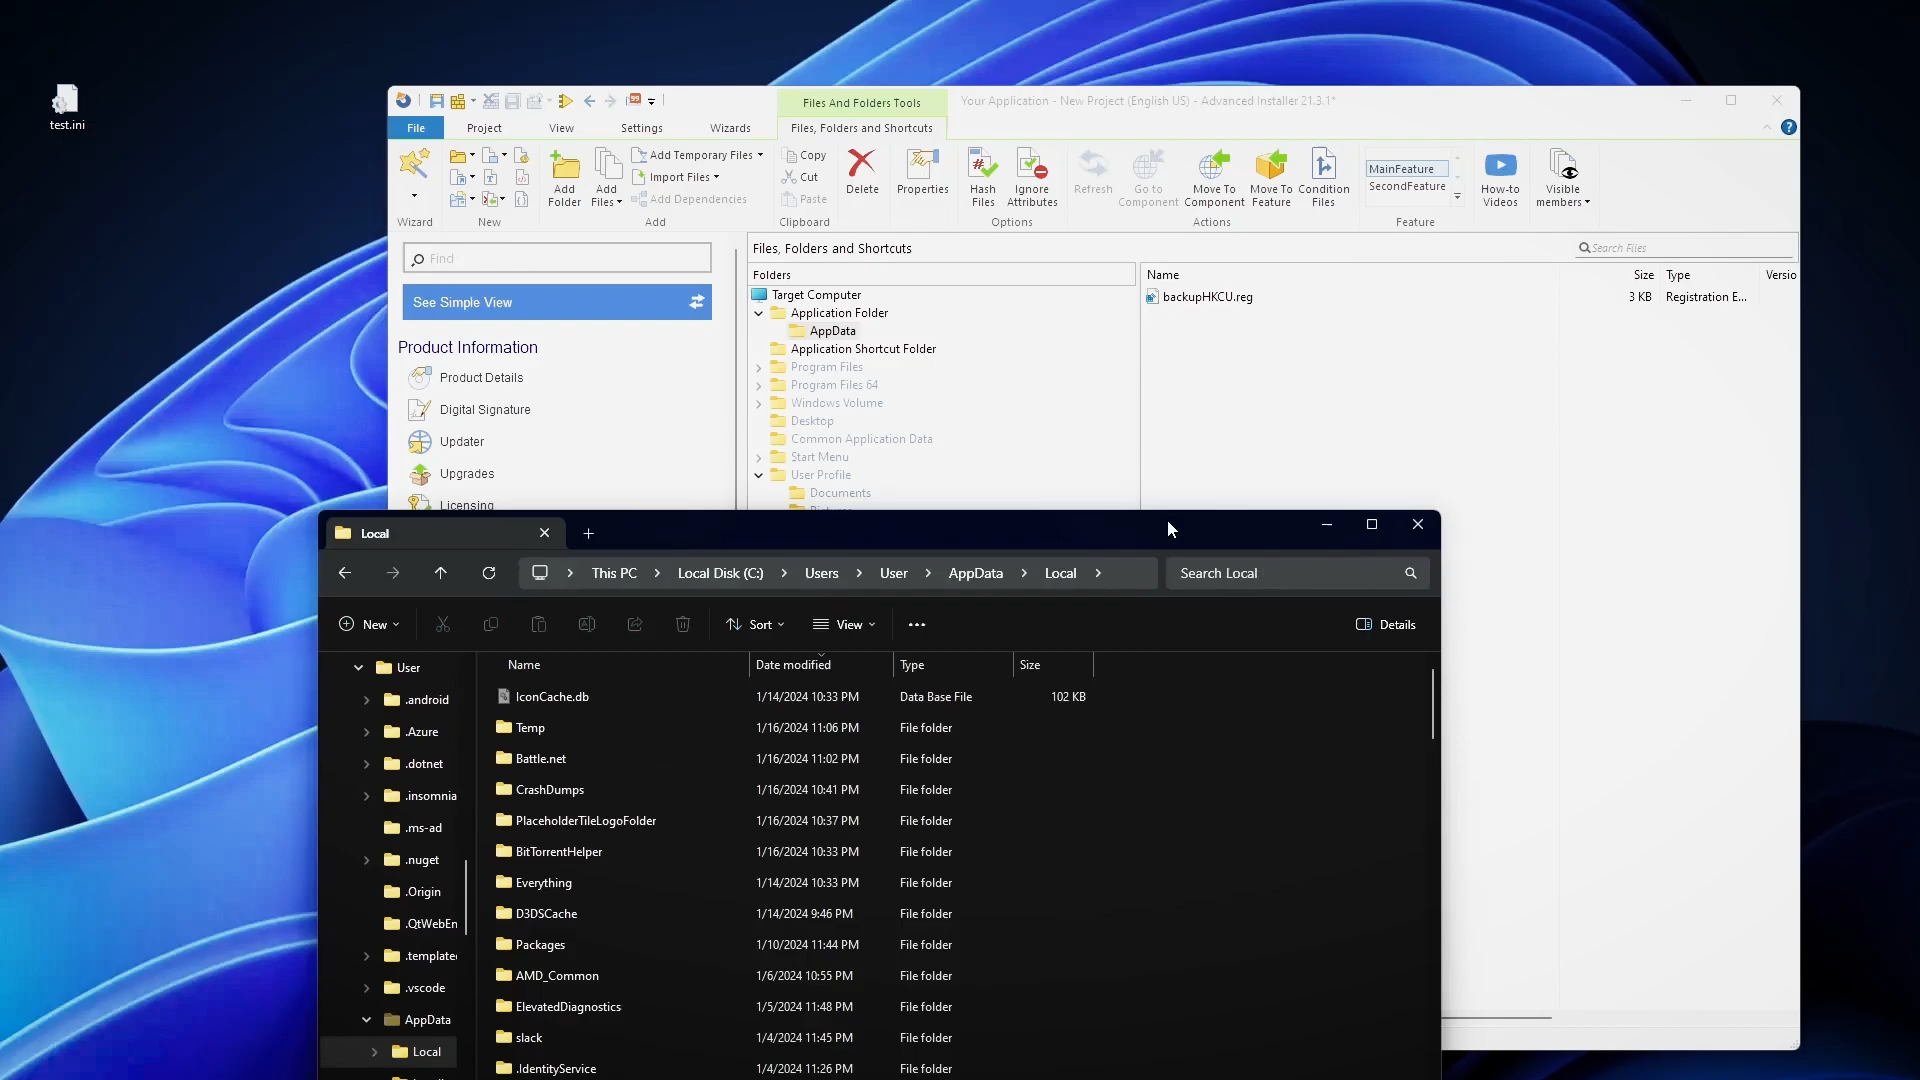 test.ini
99
Files And Folders Tools
Your Application - New Project (English US) - Advanced Installer 21.3.1*
File
Project
View
Settings
Wizards
Files, Folders and Shortcuts
?
Wizard
New
Add Folder
Add Files
Add Temporary Files
Import Files
Add Dependencies
Add
Copy
Cut
Paste
Clipboard
Delete
Properties
Hash Files
Ignore Attributes
Options
Refresh
Go to Component
Move To Component
Move To Feature
Condition Files
Actions
MainFeature
SecondFeature
Feature
How-to Videos
Visible members
Find
See Simple View
Product Information
Product Details
Digital Signature
Updater
Upgrades
Licensing
Files, Folders and Shortcuts
Search Files
Folders
Target Computer
Application Folder
AppData
Application Shortcut Folder
Program Files
Program Files 64
Windows Volume
Desktop
Common Application Data
Start Menu
User Profile
Documents
Name Size Type Versio
backupHKCU.reg 3 KB Registration E...
Local
This PC > Local Disk (C:) > Users > User > AppData > Local >
Search Local
New
Sort
View
Details
User
.android
.Azure
.dotnet
.insomnia
.ms-ad
.nuget
.Origin
.QtWebEn
.template
.vscode
AppData
Local
Name Date modified Type Size
IconCache.db 1/14/2024 10:33 PM Data Base File 102 KB
Temp 1/16/2024 11:06 PM File folder
Battle.net 1/16/2024 11:02 PM File folder
CrashDumps 1/16/2024 10:41 PM File folder
PlaceholderTileLogoFolder 1/16/2024 10:37 PM File folder
BitTorrentHelper 1/16/2024 10:33 PM File folder
Everything 1/14/2024 10:33 PM File folder
D3DSCache 1/14/2024 9:46 PM File folder
Packages 1/10/2024 11:44 PM File folder
AMD_Common 1/6/2024 10:55 PM File folder
ElevatedDiagnostics 1/5/2024 11:48 PM File folder
slack 1/4/2024 11:45 PM File folder
.IdentityService 1/4/2024 11:26 PM File folder